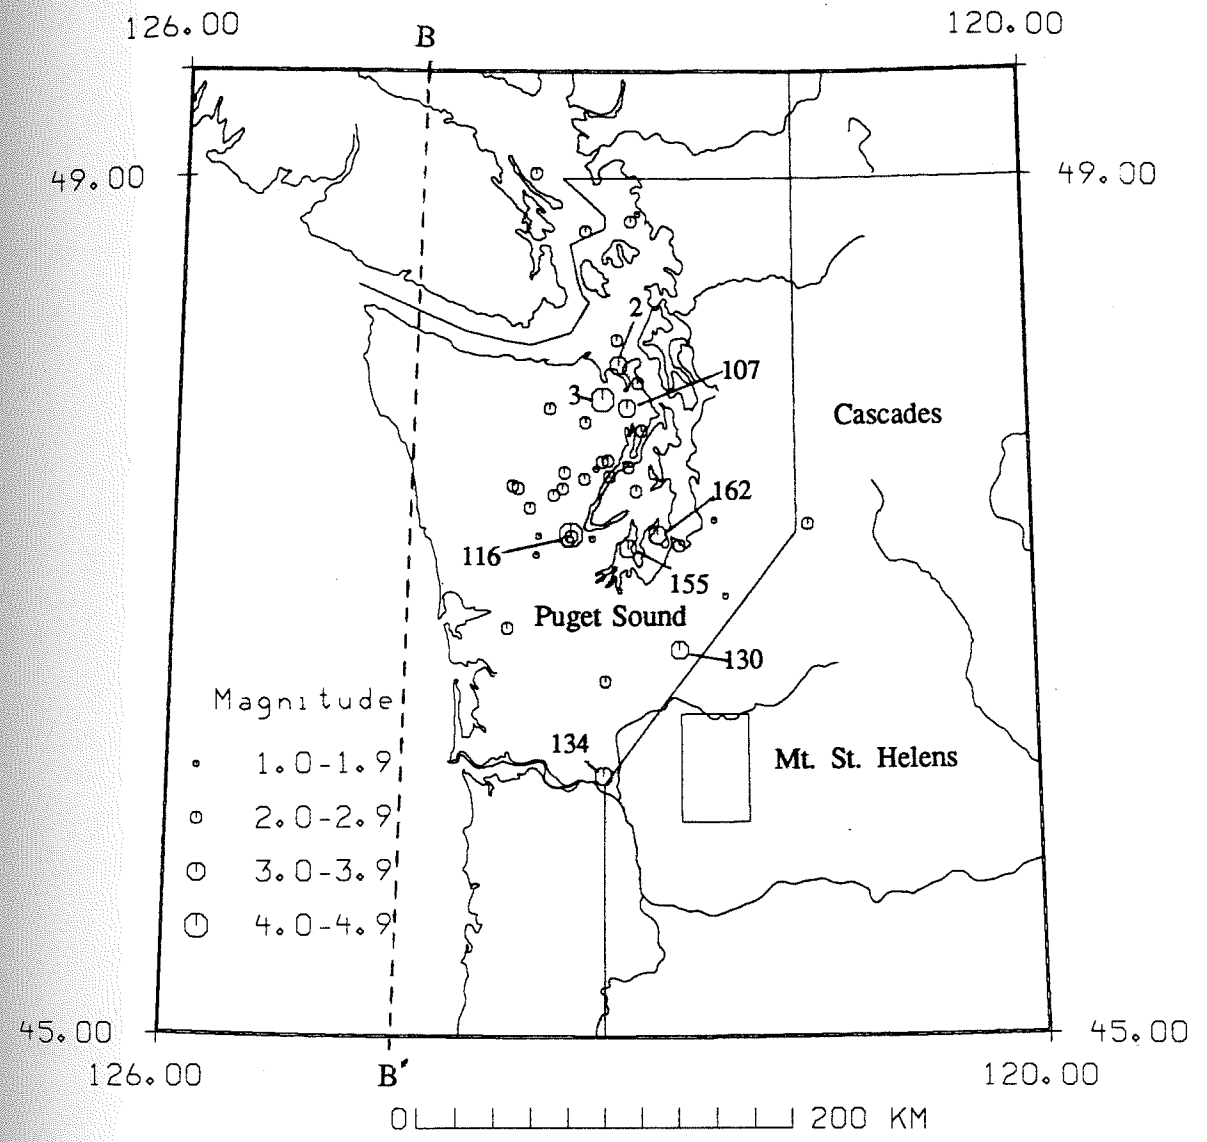 126.00 120.00
B
49.00 49.00
2
107
3
Cascades
162
116
155
Puget Sound
130
Magnitude
134
1.0-1.9
Mt. St. Helens
2.0-2.9
3.0-3.9
4.0-4.9
45.00 45.00
126.00 B' 120.00
0 200 KM